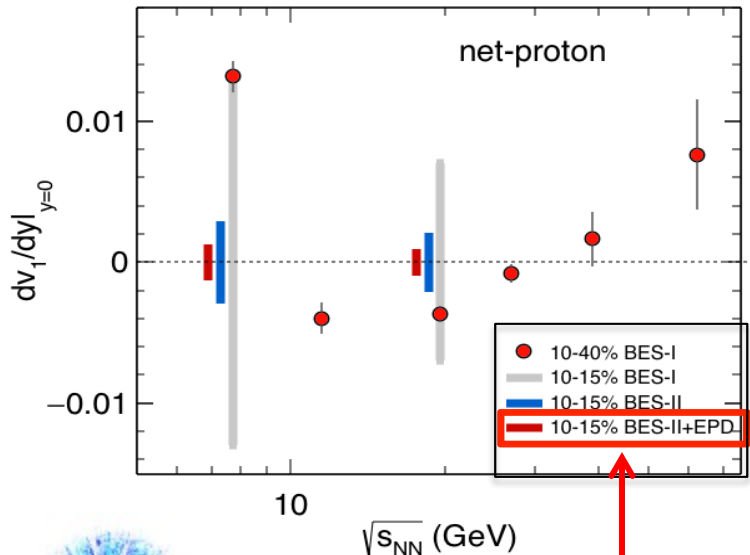 net-proton
0.01
0
−0.01
dv₁/dy|y=0
10-40% BES-I
10-15% BES-I
10-15% BES-II
10-15% BES-II+EPD
10
√sNN (GeV)